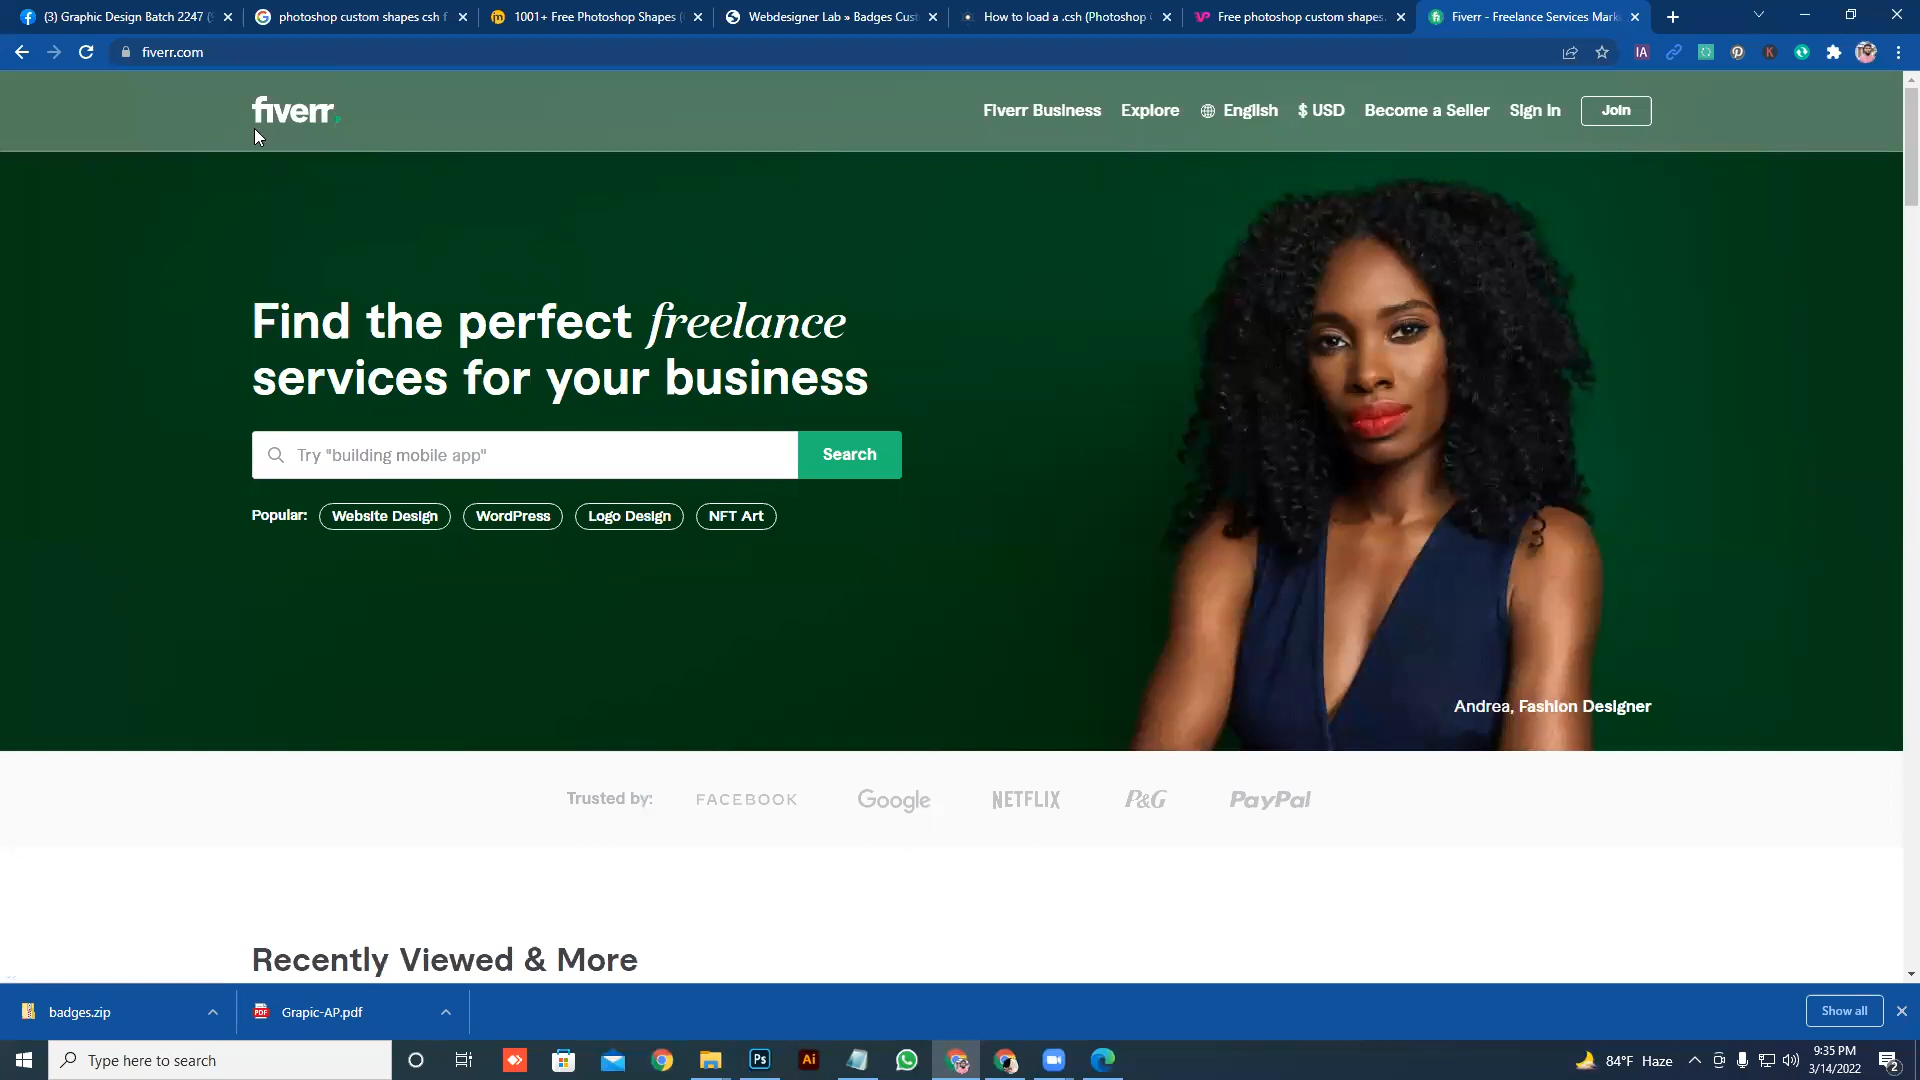 (3) Graphic Design Batch 2247 (
photoshop custom shapes csh f
1001+ Free Photoshop Shapes (
Webdesigner Lab » Badges Cust
How to load a .csh (Photoshop
Free photoshop custom shapes,
Fiverr - Freelance Services Mark
fiverr.com
IA
K
fiverr.
Fiverr Business
Explore
English
$ USD
Become a Seller
Sign In
Join
Find the perfect freelance
services for your business
Try "building mobile app"
Search
Popular:
Website Design
WordPress
Logo Design
NFT Art
Andrea, Fashion Designer
Trusted by:
FACEBOOK
Google
NETFLIX
P&G
PayPal
Recently Viewed & More
badges.zip
PDF
Grapic-AP.pdf
Show all
Type here to search
Ps
Ai
84°F Haze
9:35 PM
3/14/2022
2